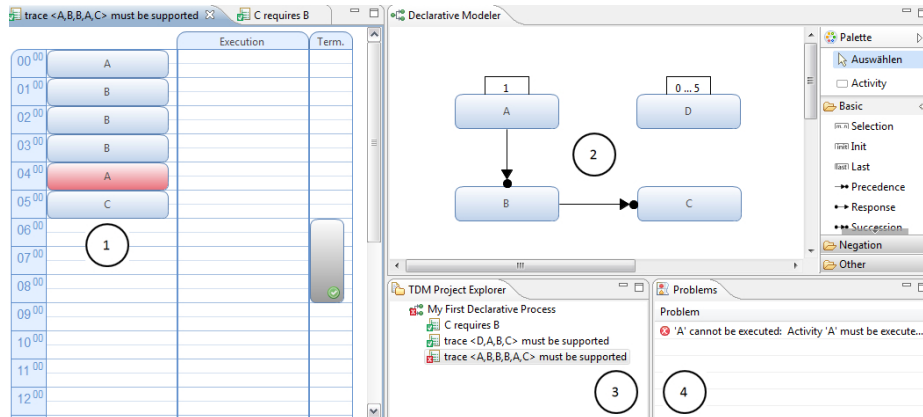 trace <A,B,B,A,C> must be supported
C requires B
Execution
Term.
00 00
A
01 00
B
02 00
B
03 00
B
04 00
A
05 00
C
06 00
07 00
08 00
09 00
10 00
11 00
12 00
1
Declarative Modeler
1
A
0 ... 5
D
2
B
C
Palette
Auswählen
Activity
Basic
Selection
Init
Last
Precedence
Response
Succession
Negation
Other
TDM Project Explorer
My First Declarative Process
C requires B
trace <D,A,B,C> must be supported
trace <A,B,B,B,A,C> must be supported
3
Problems
Problem
'A' cannot be executed: Activity 'A' must be execute...
4